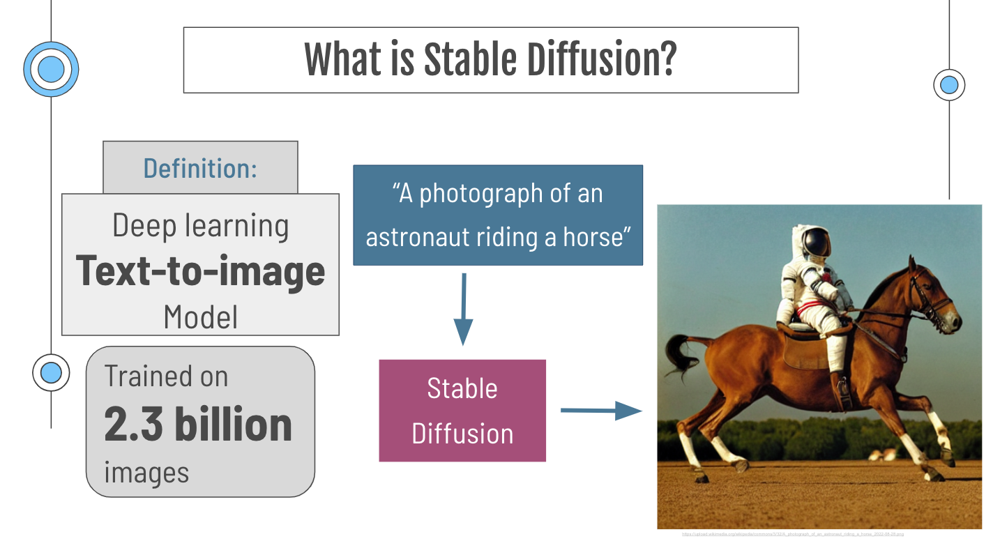 What is Stable Diffusion?
Definition:
Deep learning
Text-to-image
Model
Trained on
2.3 billion
images
“A photograph of an
astronaut riding a horse”
Stable
Diffusion
https://upload.wikimedia.org/wikipedia/commons/3/32/A_photograph_of_an_astronaut_riding_a_horse_2022-08-28.png